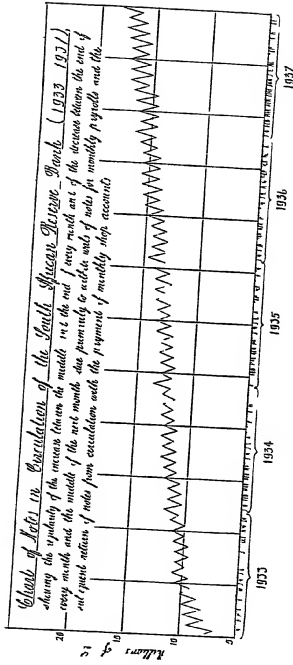 Chart of Notes in Circulation of the South African Reserve Bank (1933 1937)
showing the regularity of the increase between the middle and the end of every month and of the decrease between the end of
every month and the middle of the next month due primarily to withdrawals of notes for monthly payrolls and the
subsequent return of notes from circulation with the payment of monthly shop accounts
Millions of £
20
15
10
5
1933
1934
1935
1936
1937